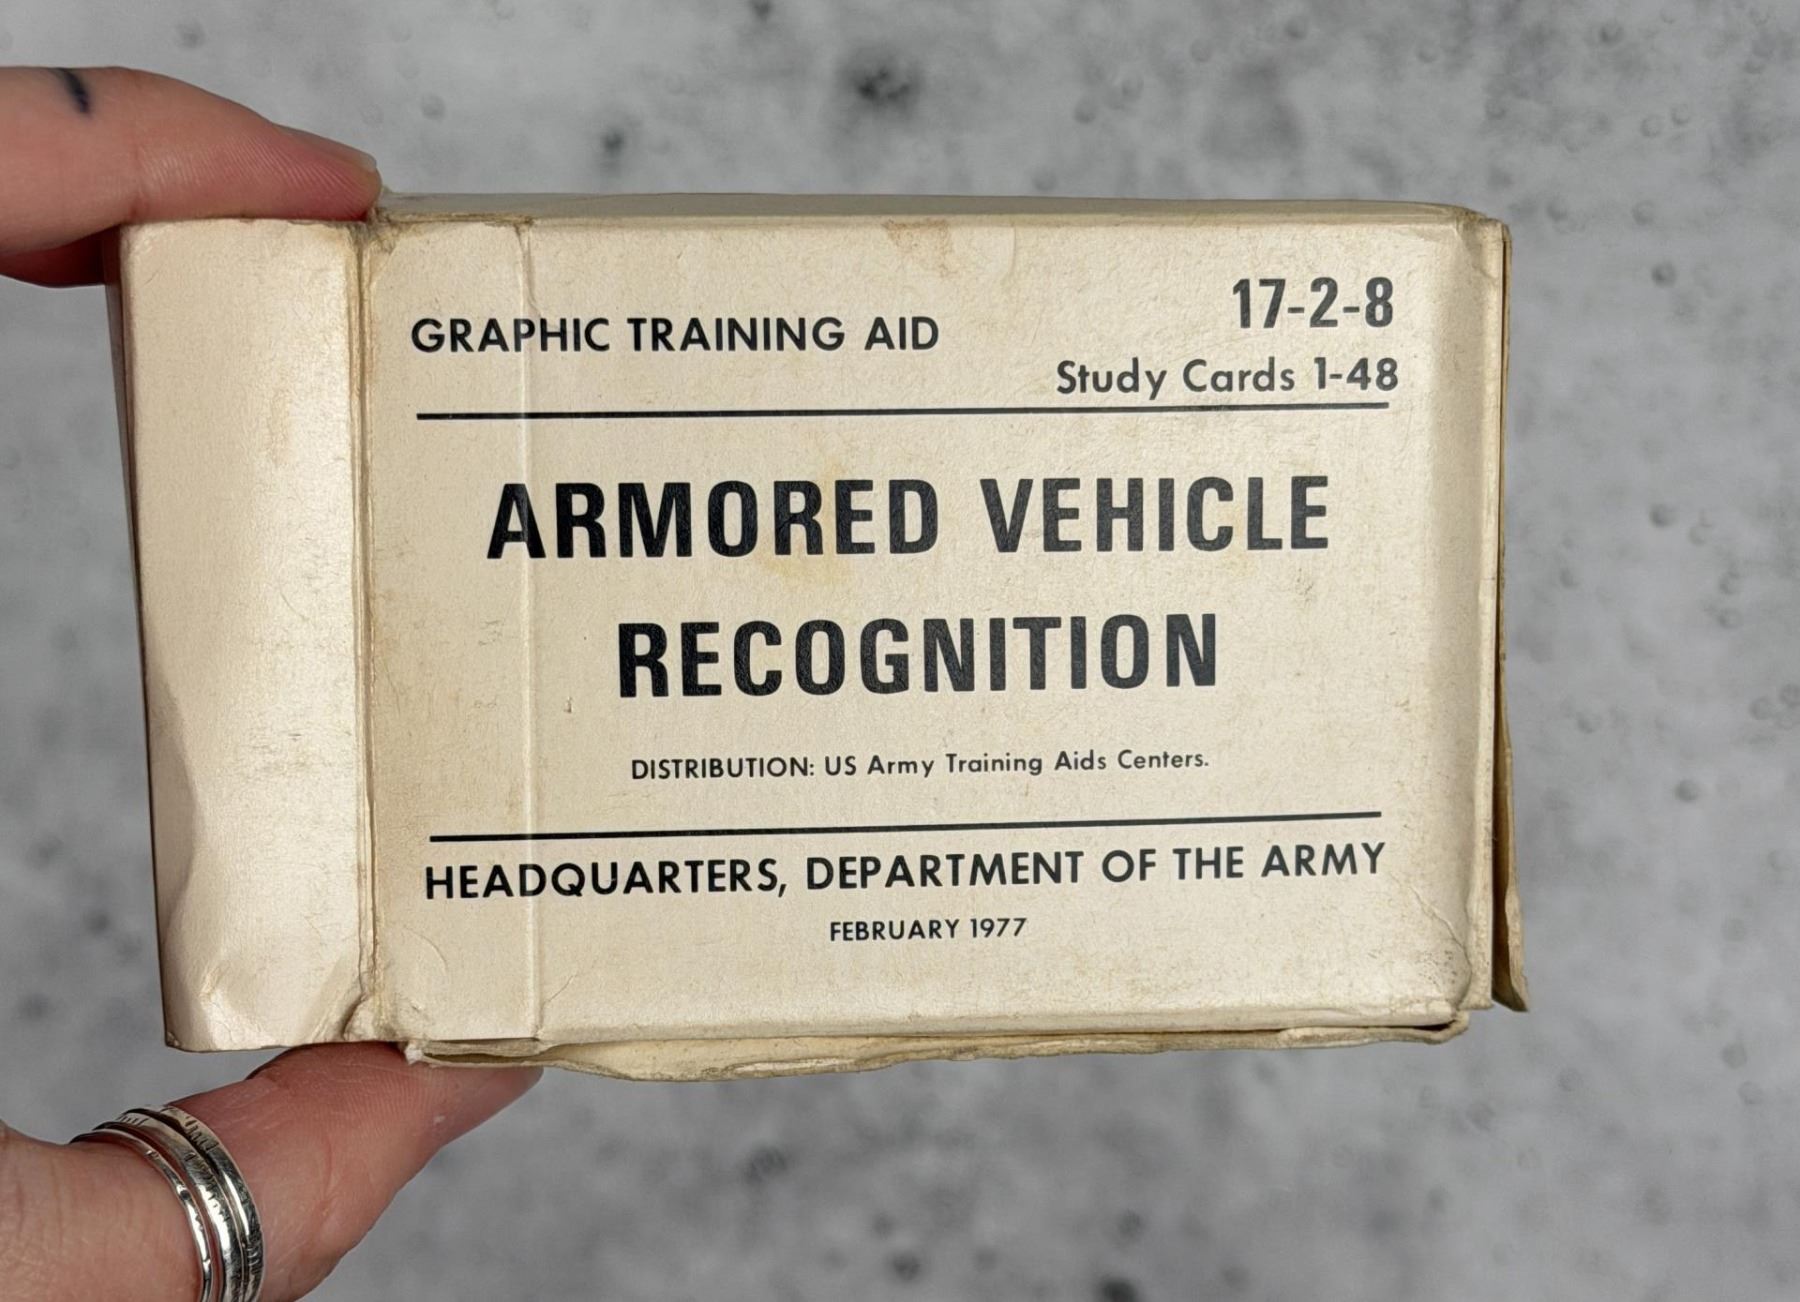 GRAPHIC TRAINING AID
17-2-8
Study Cards 1-48
ARMORED VEHICLE
RECOGNITION
DISTRIBUTION: US Army Training Aids Centers.
HEADQUARTERS, DEPARTMENT OF THE ARMY
FEBRUARY 1977